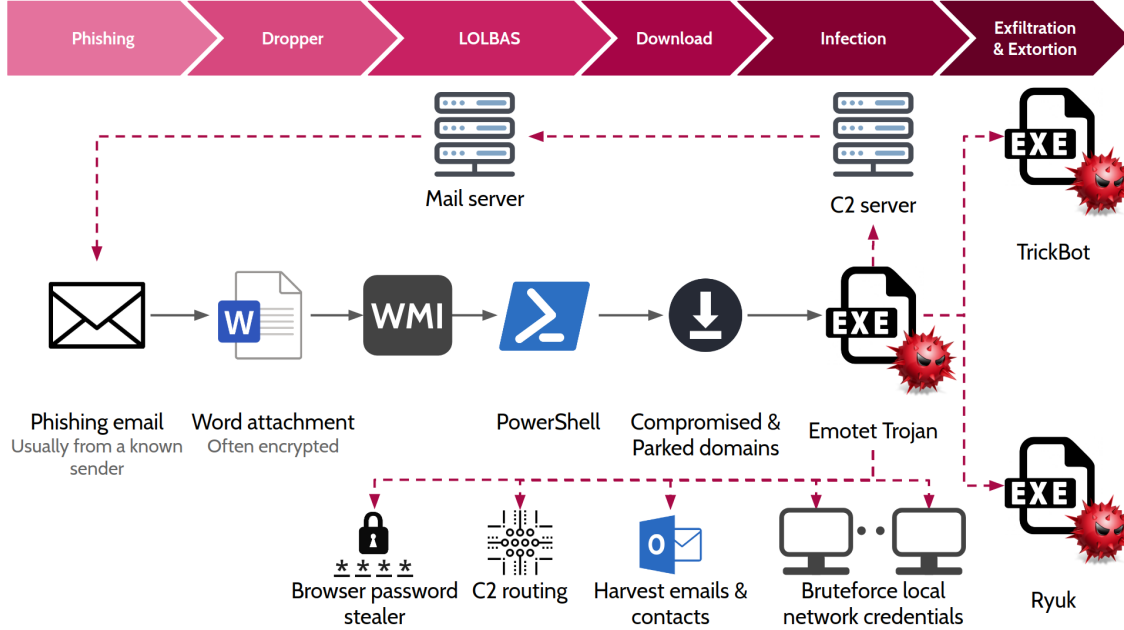 Phishing
Dropper
LOLBAS
Download
Infection
Exfiltration
& Extortion
Mail server
C2 server
EXE
TrickBot
W
WMI
EXE
Phishing email
Usually from a known
sender
Word attachment
Often encrypted
PowerShell
Compromised &
Parked domains
Emotet Trojan
EXE
Ryuk
****
Browser password
stealer
C2 routing
O
Harvest emails &
contacts
Bruteforce local
network credentials